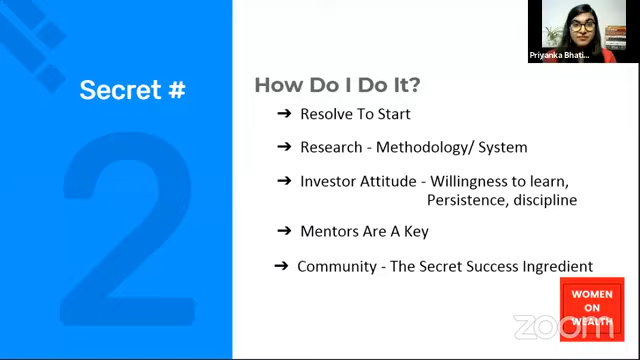 Priyanka Bhati...
Secret #
2
How Do I Do It?
➔ Resolve To Start
➔ Research - Methodology/ System
➔ Investor Attitude - Willingness to learn,
Persistence, discipline
➔ Mentors Are A Key
➔ Community - The Secret Success Ingredient
WOMEN
ON
WEALTH
zoom